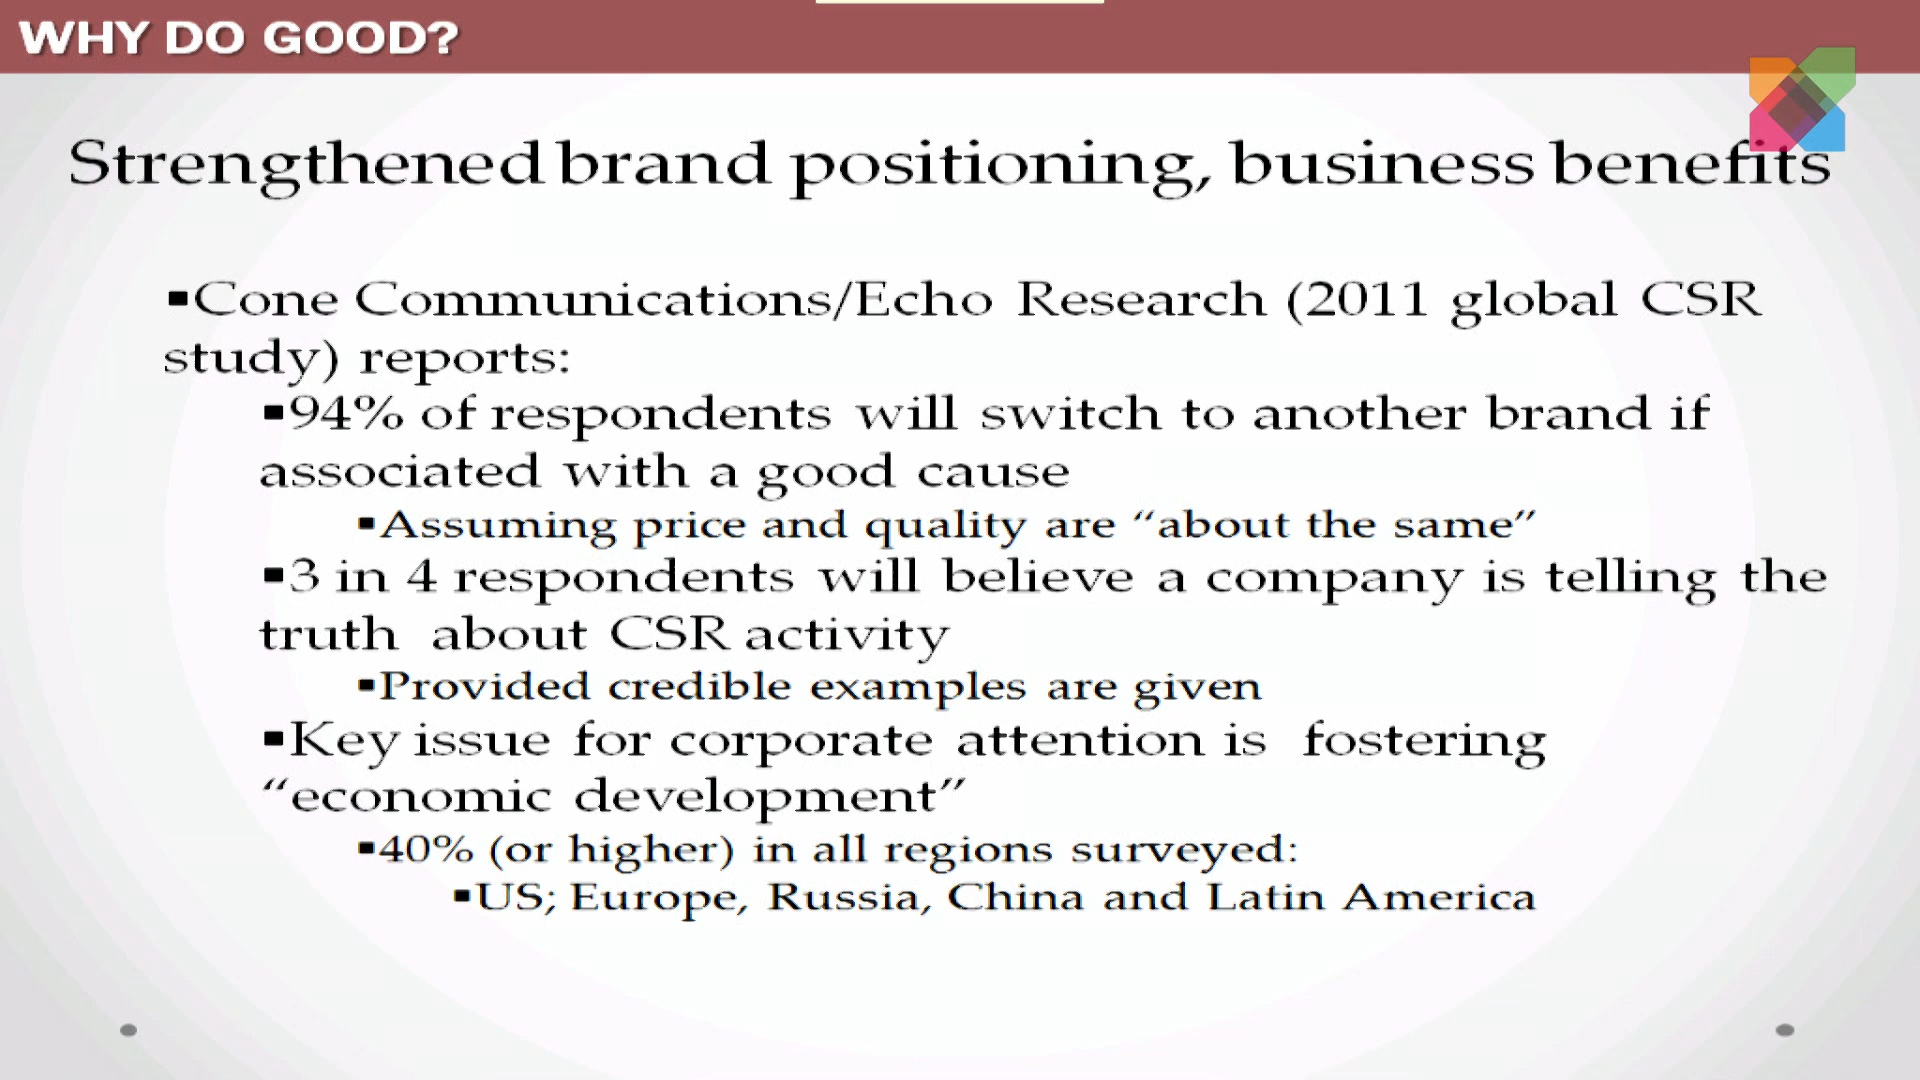 WHY DO GOOD?
Strengthened brand positioning, business benefits
▪Cone Communications/Echo Research (2011 global CSR
study) reports:
▪94% of respondents will switch to another brand if
associated with a good cause
▪Assuming price and quality are “about the same”
▪3 in 4 respondents will believe a company is telling the
truth about CSR activity
▪Provided credible examples are given
▪Key issue for corporate attention is fostering
“economic development”
▪40% (or higher) in all regions surveyed:
▪US; Europe, Russia, China and Latin America